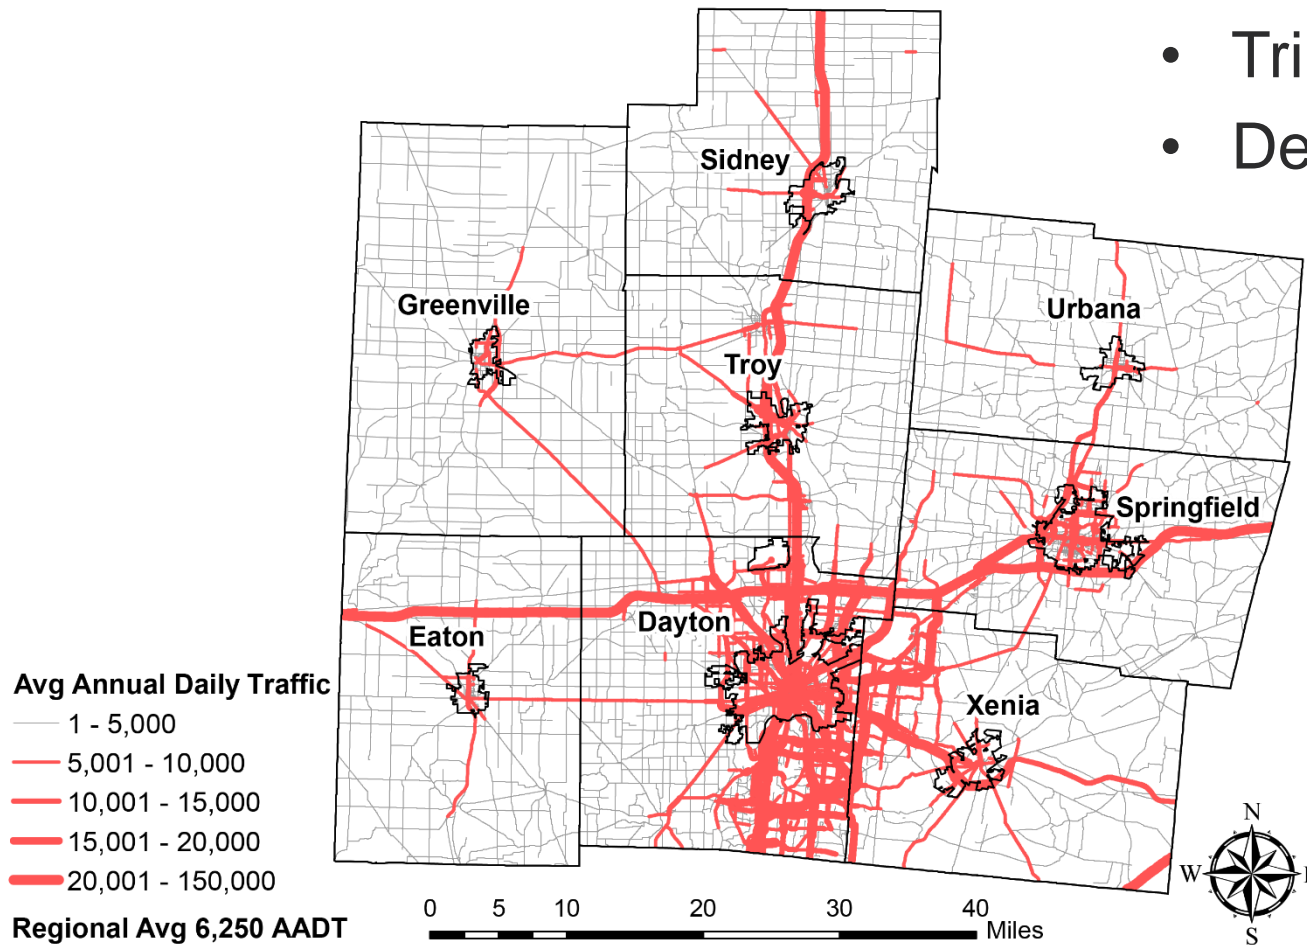 • Tri
• De
Sidney
Greenville
Urbana
Troy
Springfield
Dayton
Eaton
Xenia
Avg Annual Daily Traffic
1 - 5,000
5,001 - 10,000
10,001 - 15,000
15,001 - 20,000
20,001 - 150,000
Regional Avg 6,250 AADT
0 5 10 20 30 40
Miles
N
W
S